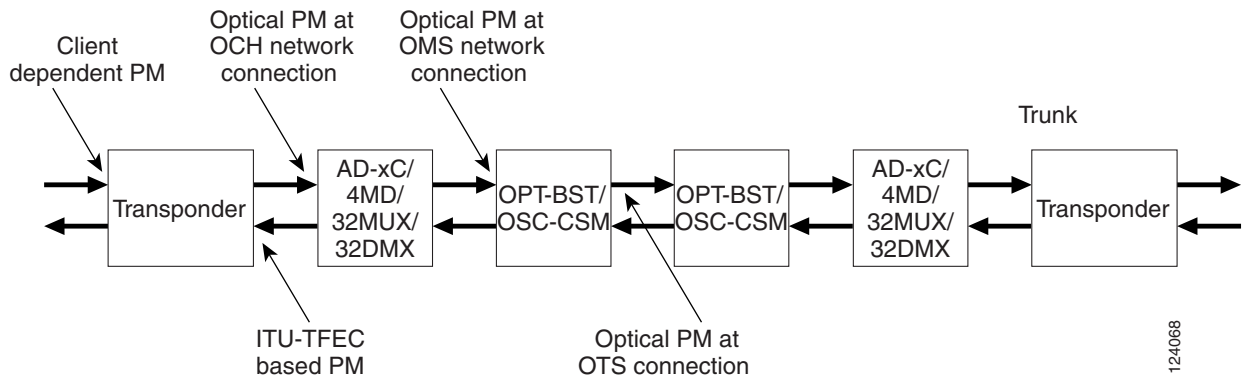 Client
dependent PM
Optical PM at
OCH network
connection
Optical PM at
OMS network
connection
Trunk
Transponder
AD-xC/
4MD/
32MUX/
32DMX
OPT-BST/
OSC-CSM
OPT-BST/
OSC-CSM
AD-xC/
4MD/
32MUX/
32DMX
Transponder
ITU-TFEC
based PM
Optical PM at
OTS connection
124068